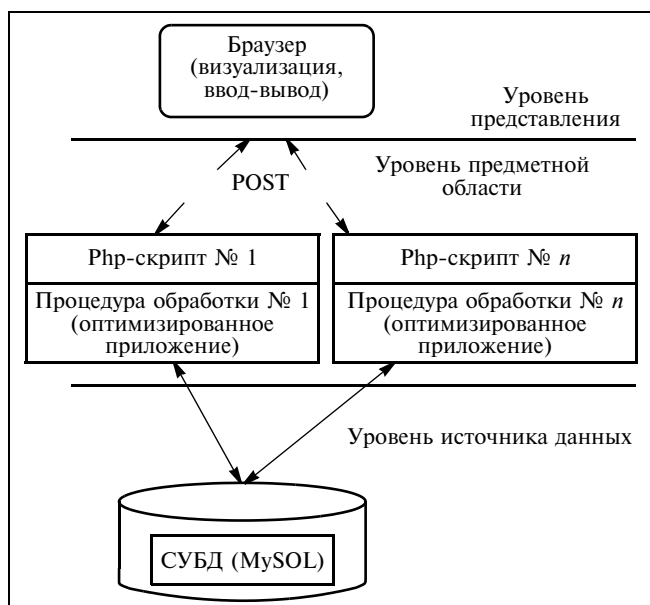 Браузер
(визуализация,
ввод-вывод)
Уровень
представления
Уровень предметной
области
POST
Php-скрипт № 1
Процедура обработки № 1
(оптимизированное
приложение)
Php-скрипт № n
Процедура обработки № n
(оптимизированное
приложение)
Уровень источника данных
СУБД (MySOL)